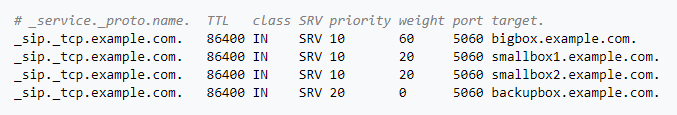 # _service._proto.name.  TTL   class SRV priority weight port target.
_sip._tcp.example.com.   86400 IN    SRV 10       60     5060 bigbox.example.com.
_sip._tcp.example.com.   86400 IN    SRV 10       20     5060 smallbox1.example.com.
_sip._tcp.example.com.   86400 IN    SRV 10       20     5060 smallbox2.example.com.
_sip._tcp.example.com.   86400 IN    SRV 20       0      5060 backupbox.example.com.